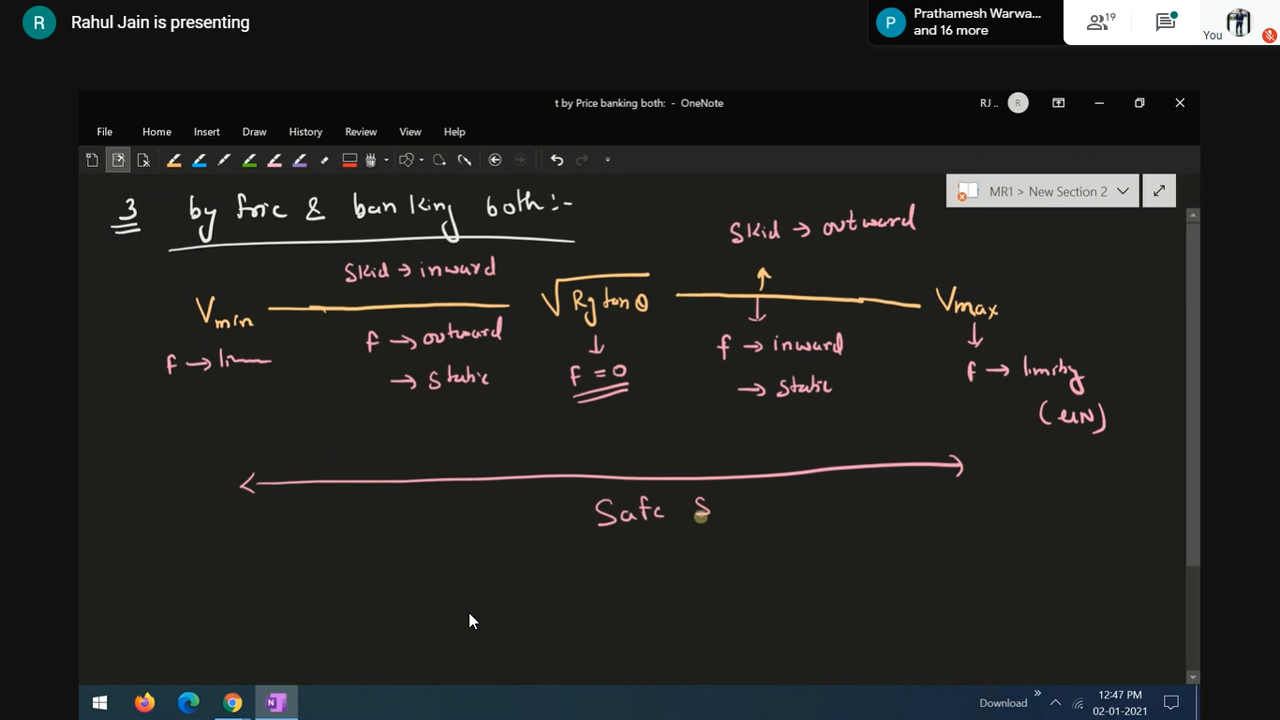 R Rahul Jain is presenting
P Prathamesh Warwa...
and 16 more
19
You
t by Price banking both: - OneNote
RJ ..
R
File Home Insert Draw History Review View Help
MR1 > New Section 2
3 by fric & banking both :-
Skid → outward
Skid → inward
Vmin √Rg tan θ Vmax
f → outward
f → inward
f → lim
→ static
f = 0
→ static
f → limiting
(μN)
Safe S
Download
12:47 PM
02-01-2021